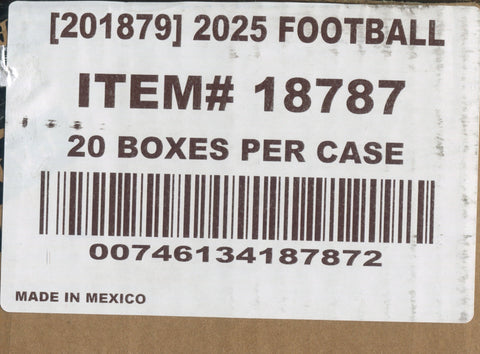 [201879] 2025 FOOTBALL
ITEM# 18787
20 BOXES PER CASE
00746134187872
MADE IN MEXICO